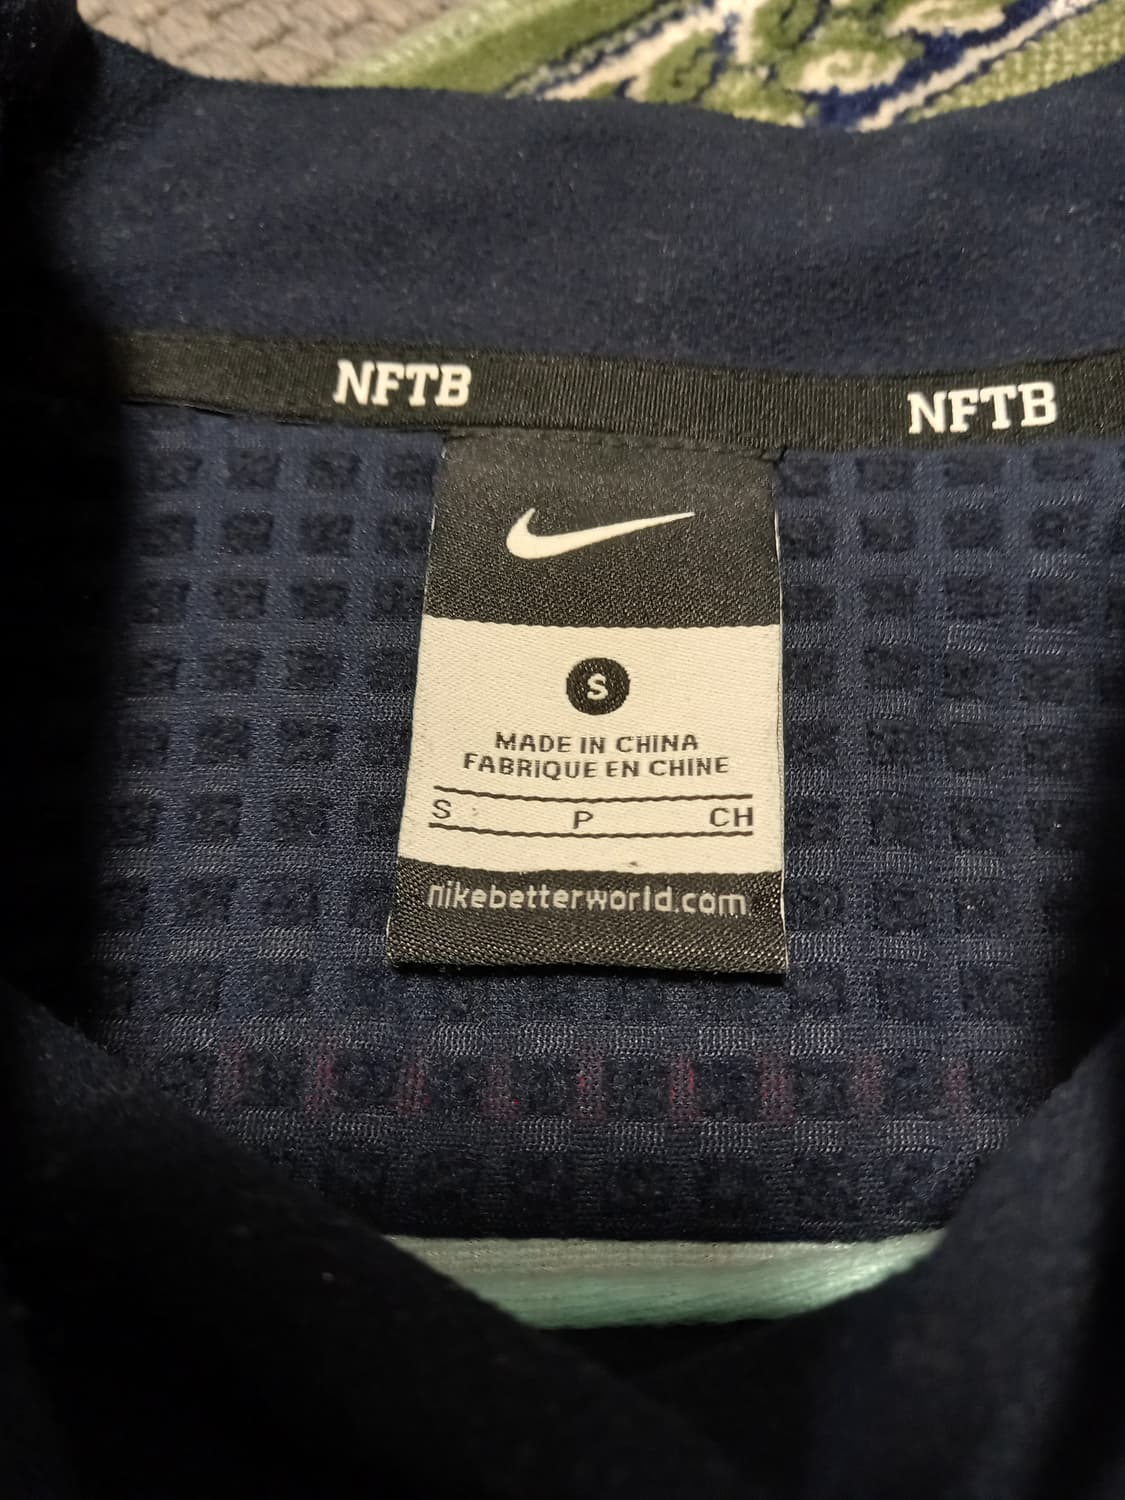 NFTB NFTB
S
MADE IN CHINA
FABRIQUE EN CHINE
S P CH
nikebetterworld.com